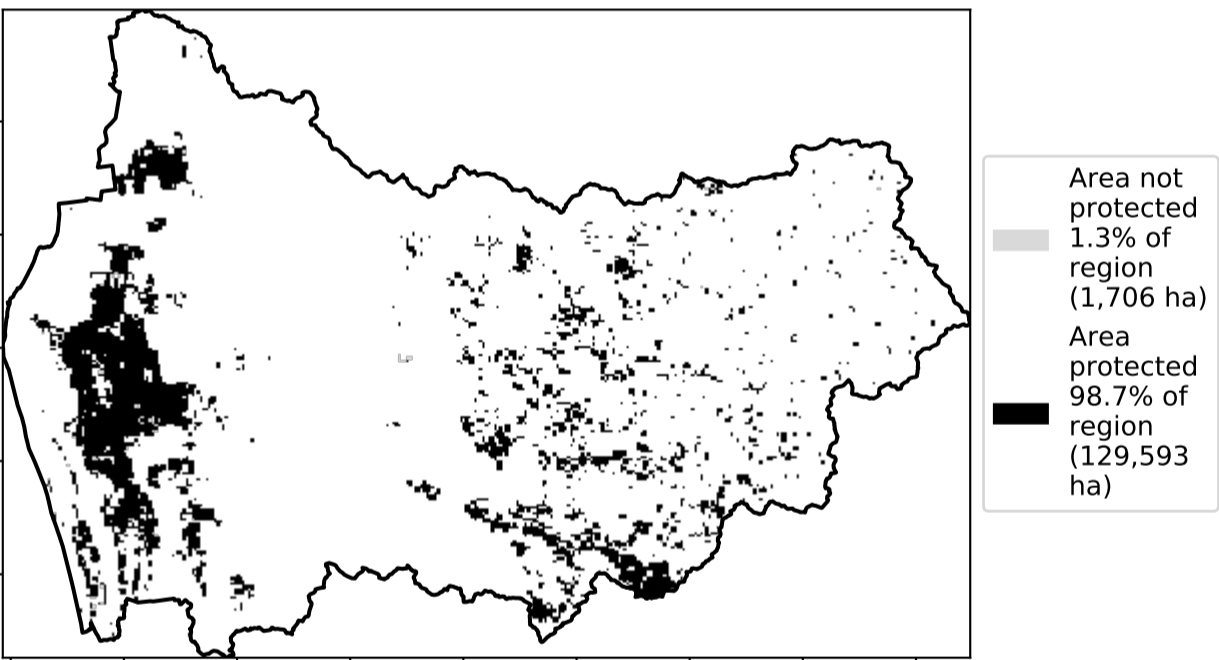 Area not
protected
1.3% of
region
(1,706 ha)
Area
protected
98.7% of
region
(129,593
ha)